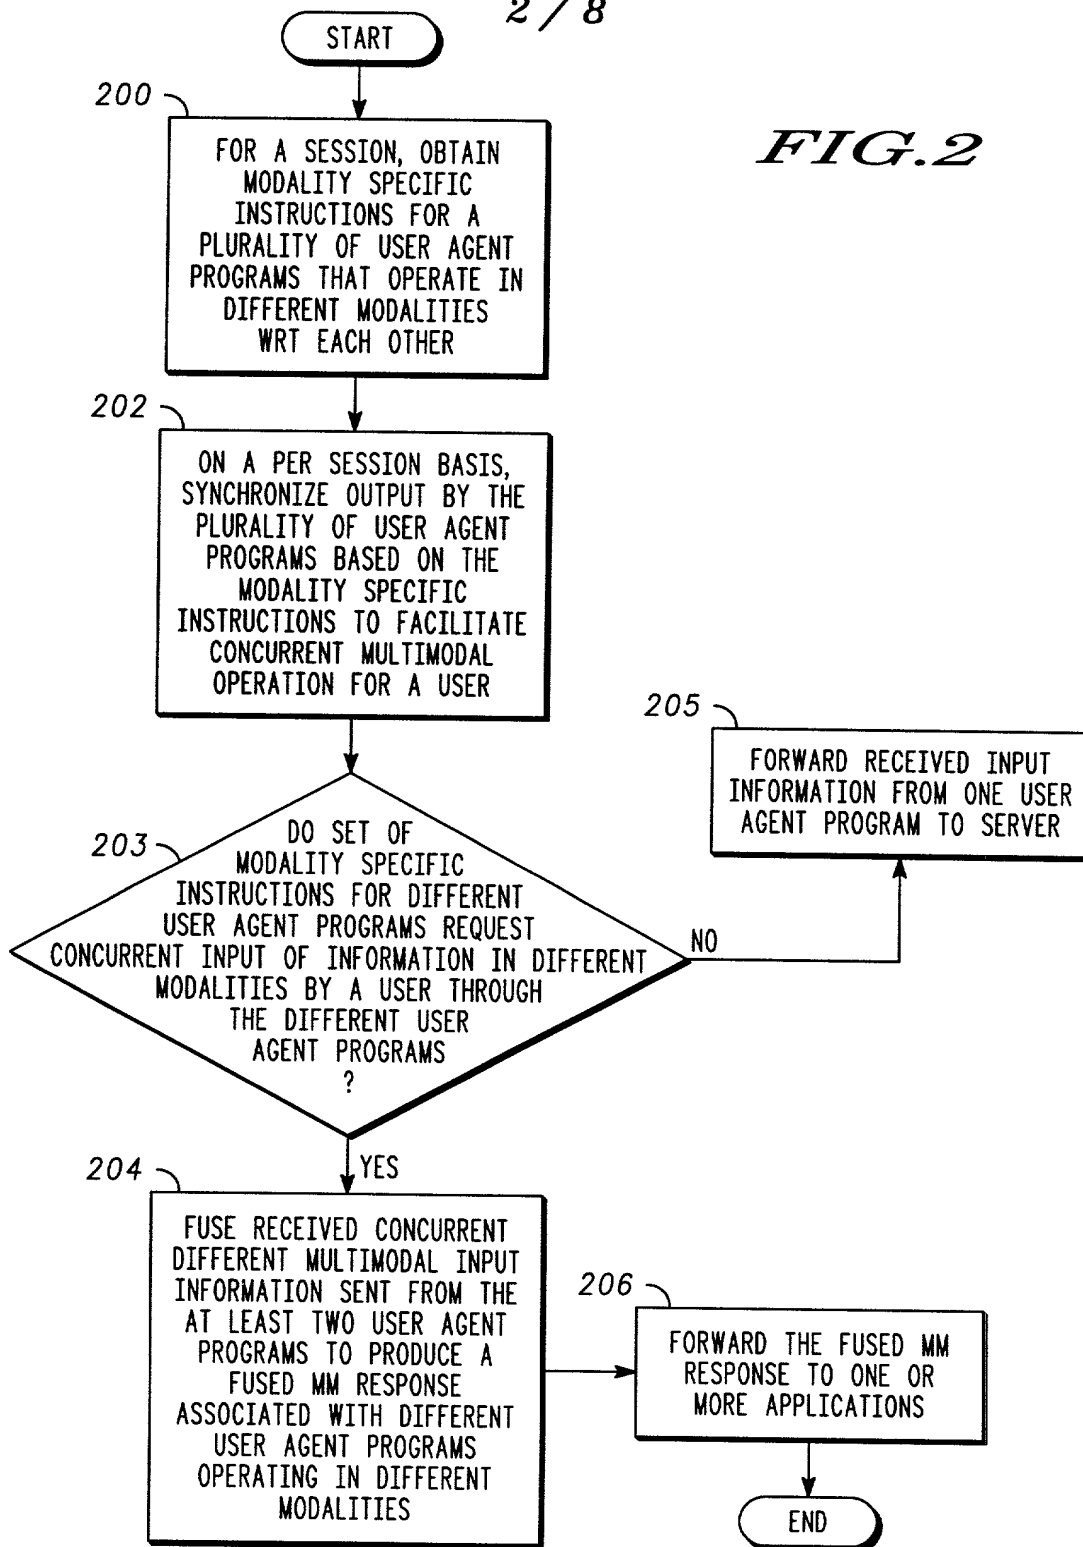 2/8
START
FIG.2
200
FOR A SESSION, OBTAIN
MODALITY SPECIFIC
INSTRUCTIONS FOR A
PLURALITY OF USER AGENT
PROGRAMS THAT OPERATE IN
DIFFERENT MODALITIES
WRT EACH OTHER
202
ON A PER SESSION BASIS,
SYNCHRONIZE OUTPUT BY THE
PLURALITY OF USER AGENT
PROGRAMS BASED ON THE
MODALITY SPECIFIC
INSTRUCTIONS TO FACILITATE
CONCURRENT MULTIMODAL
OPERATION FOR A USER
203
DO SET OF
MODALITY SPECIFIC
INSTRUCTIONS FOR DIFFERENT
USER AGENT PROGRAMS REQUEST
CONCURRENT INPUT OF INFORMATION IN DIFFERENT
MODALITIES BY A USER THROUGH
THE DIFFERENT USER
AGENT PROGRAMS
?
NO
205
FORWARD RECEIVED INPUT
INFORMATION FROM ONE USER
AGENT PROGRAM TO SERVER
YES
204
FUSE RECEIVED CONCURRENT
DIFFERENT MULTIMODAL INPUT
INFORMATION SENT FROM THE
AT LEAST TWO USER AGENT
PROGRAMS TO PRODUCE A
FUSED MM RESPONSE
ASSOCIATED WITH DIFFERENT
USER AGENT PROGRAMS
OPERATING IN DIFFERENT
MODALITIES
206
FORWARD THE FUSED MM
RESPONSE TO ONE OR
MORE APPLICATIONS
END